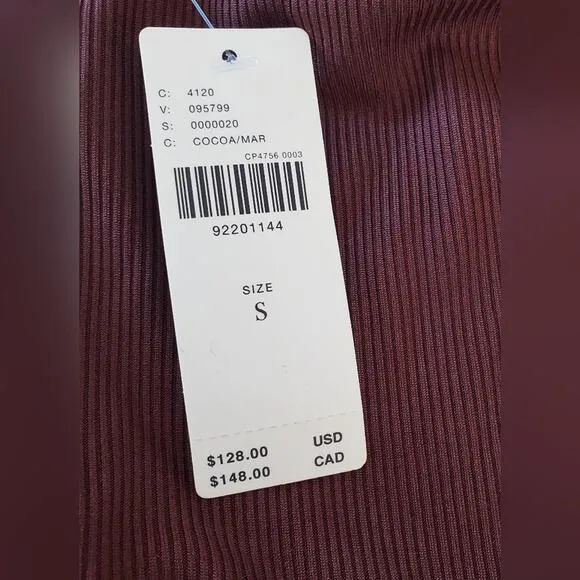 C: 4120
V: 095799
S: 0000020
C: COCOA/MAR
CP4756 0003
92201144
SIZE
S
$128.00 USD
$148.00 CAD